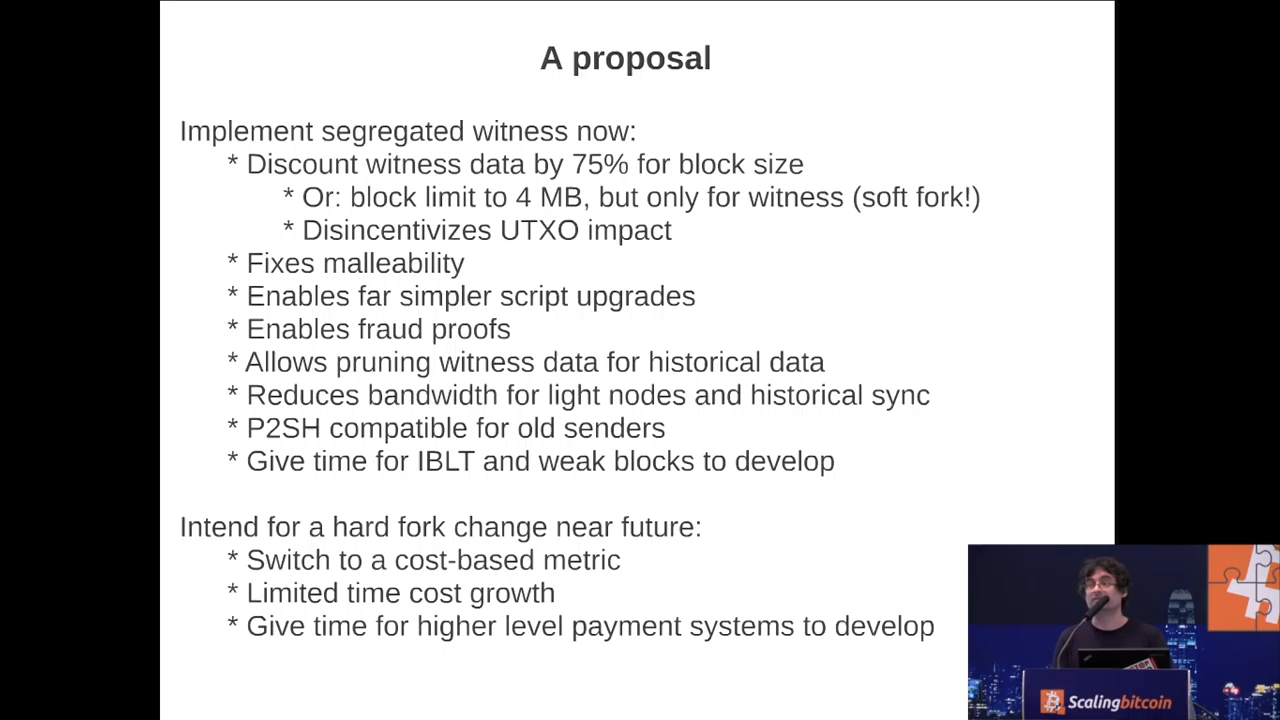 A proposal
Implement segregated witness now:
* Discount witness data by 75% for block size
* Or: block limit to 4 MB, but only for witness (soft fork!)
* Disincentivizes UTXO impact
* Fixes malleability
* Enables far simpler script upgrades
* Enables fraud proofs
* Allows pruning witness data for historical data
* Reduces bandwidth for light nodes and historical sync
* P2SH compatible for old senders
* Give time for IBLT and weak blocks to develop
Intend for a hard fork change near future:
* Switch to a cost-based metric
* Limited time cost growth
* Give time for higher level payment systems to develop
Scalingbitcoin